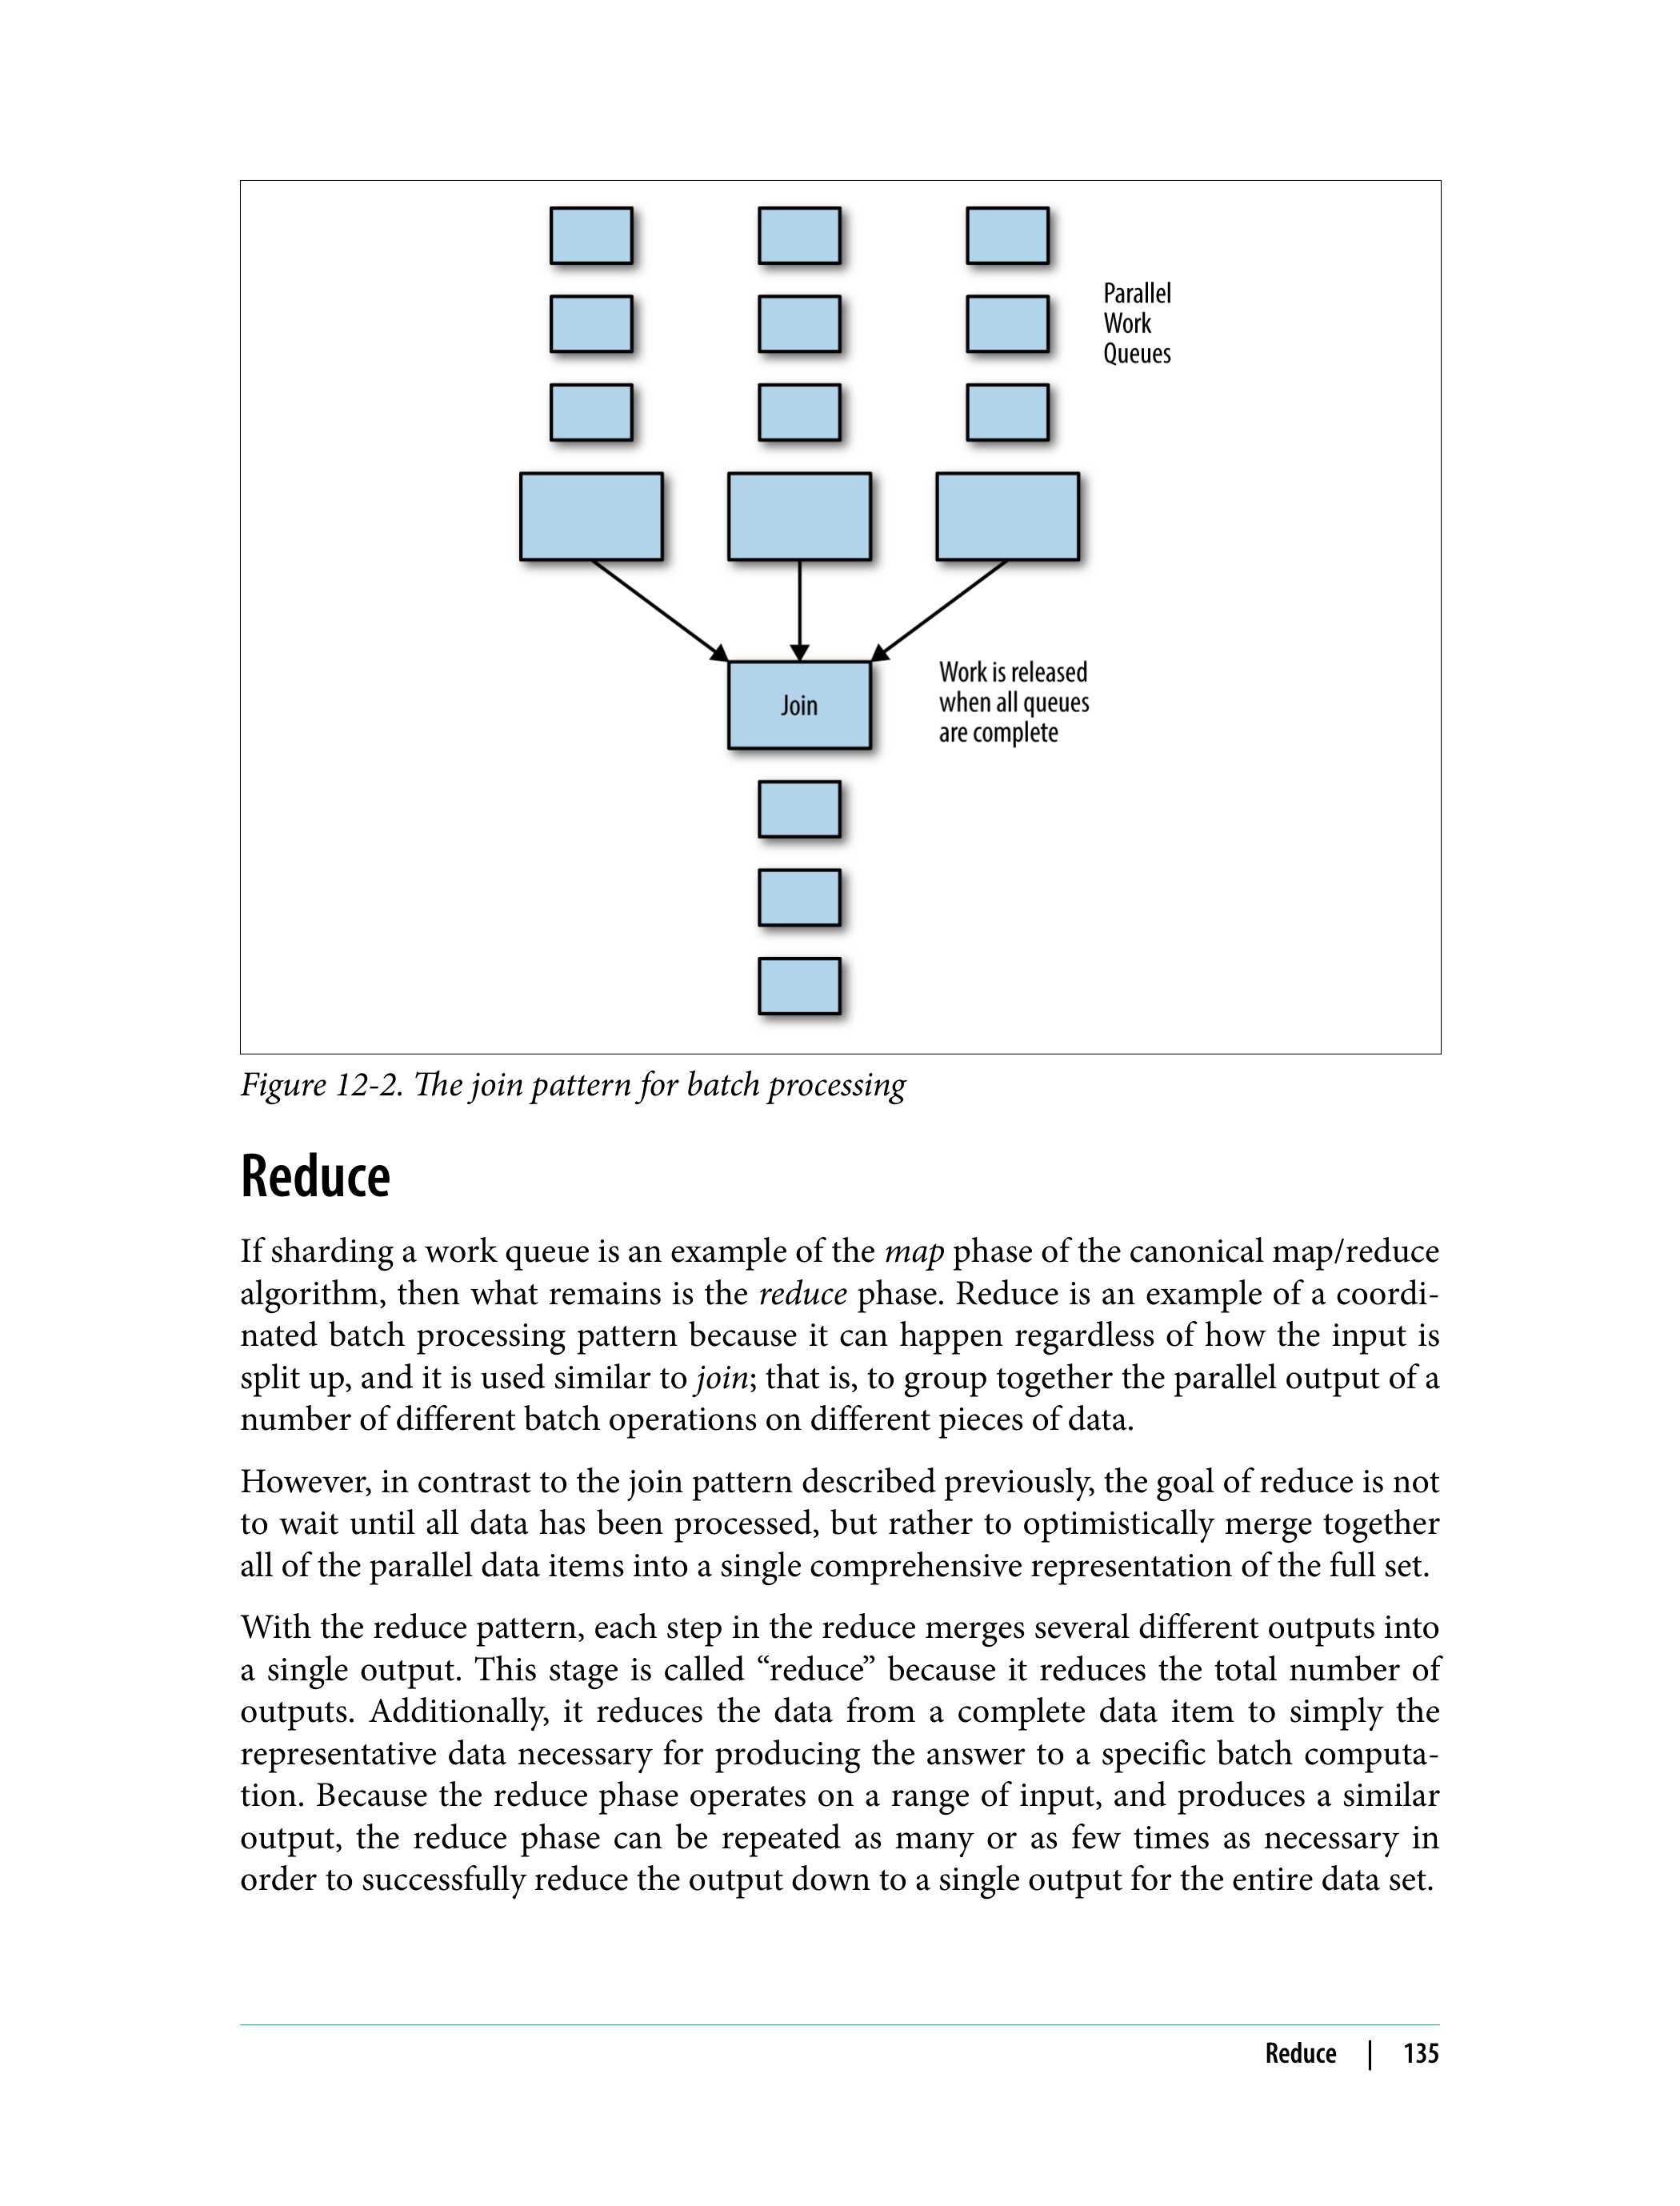 Parallel
Work
Queues
Join
Work is released
when all queues
are complete
Figure 12-2. The join pattern for batch processing
Reduce
If sharding a work queue is an example of the map phase of the canonical map/reduce
algorithm, then what remains is the reduce phase. Reduce is an example of a coordi-
nated batch processing pattern because it can happen regardless of how the input is
split up, and it is used similar to join; that is, to group together the parallel output of a
number of different batch operations on different pieces of data.
However, in contrast to the join pattern described previously, the goal of reduce is not
to wait until all data has been processed, but rather to optimistically merge together
all of the parallel data items into a single comprehensive representation of the full set.
With the reduce pattern, each step in the reduce merges several different outputs into
a single output. This stage is called “reduce” because it reduces the total number of
outputs. Additionally, it reduces the data from a complete data item to simply the
representative data necessary for producing the answer to a specific batch computa-
tion. Because the reduce phase operates on a range of input, and produces a similar
output, the reduce phase can be repeated as many or as few times as necessary in
order to successfully reduce the output down to a single output for the entire data set.
Reduce | 135